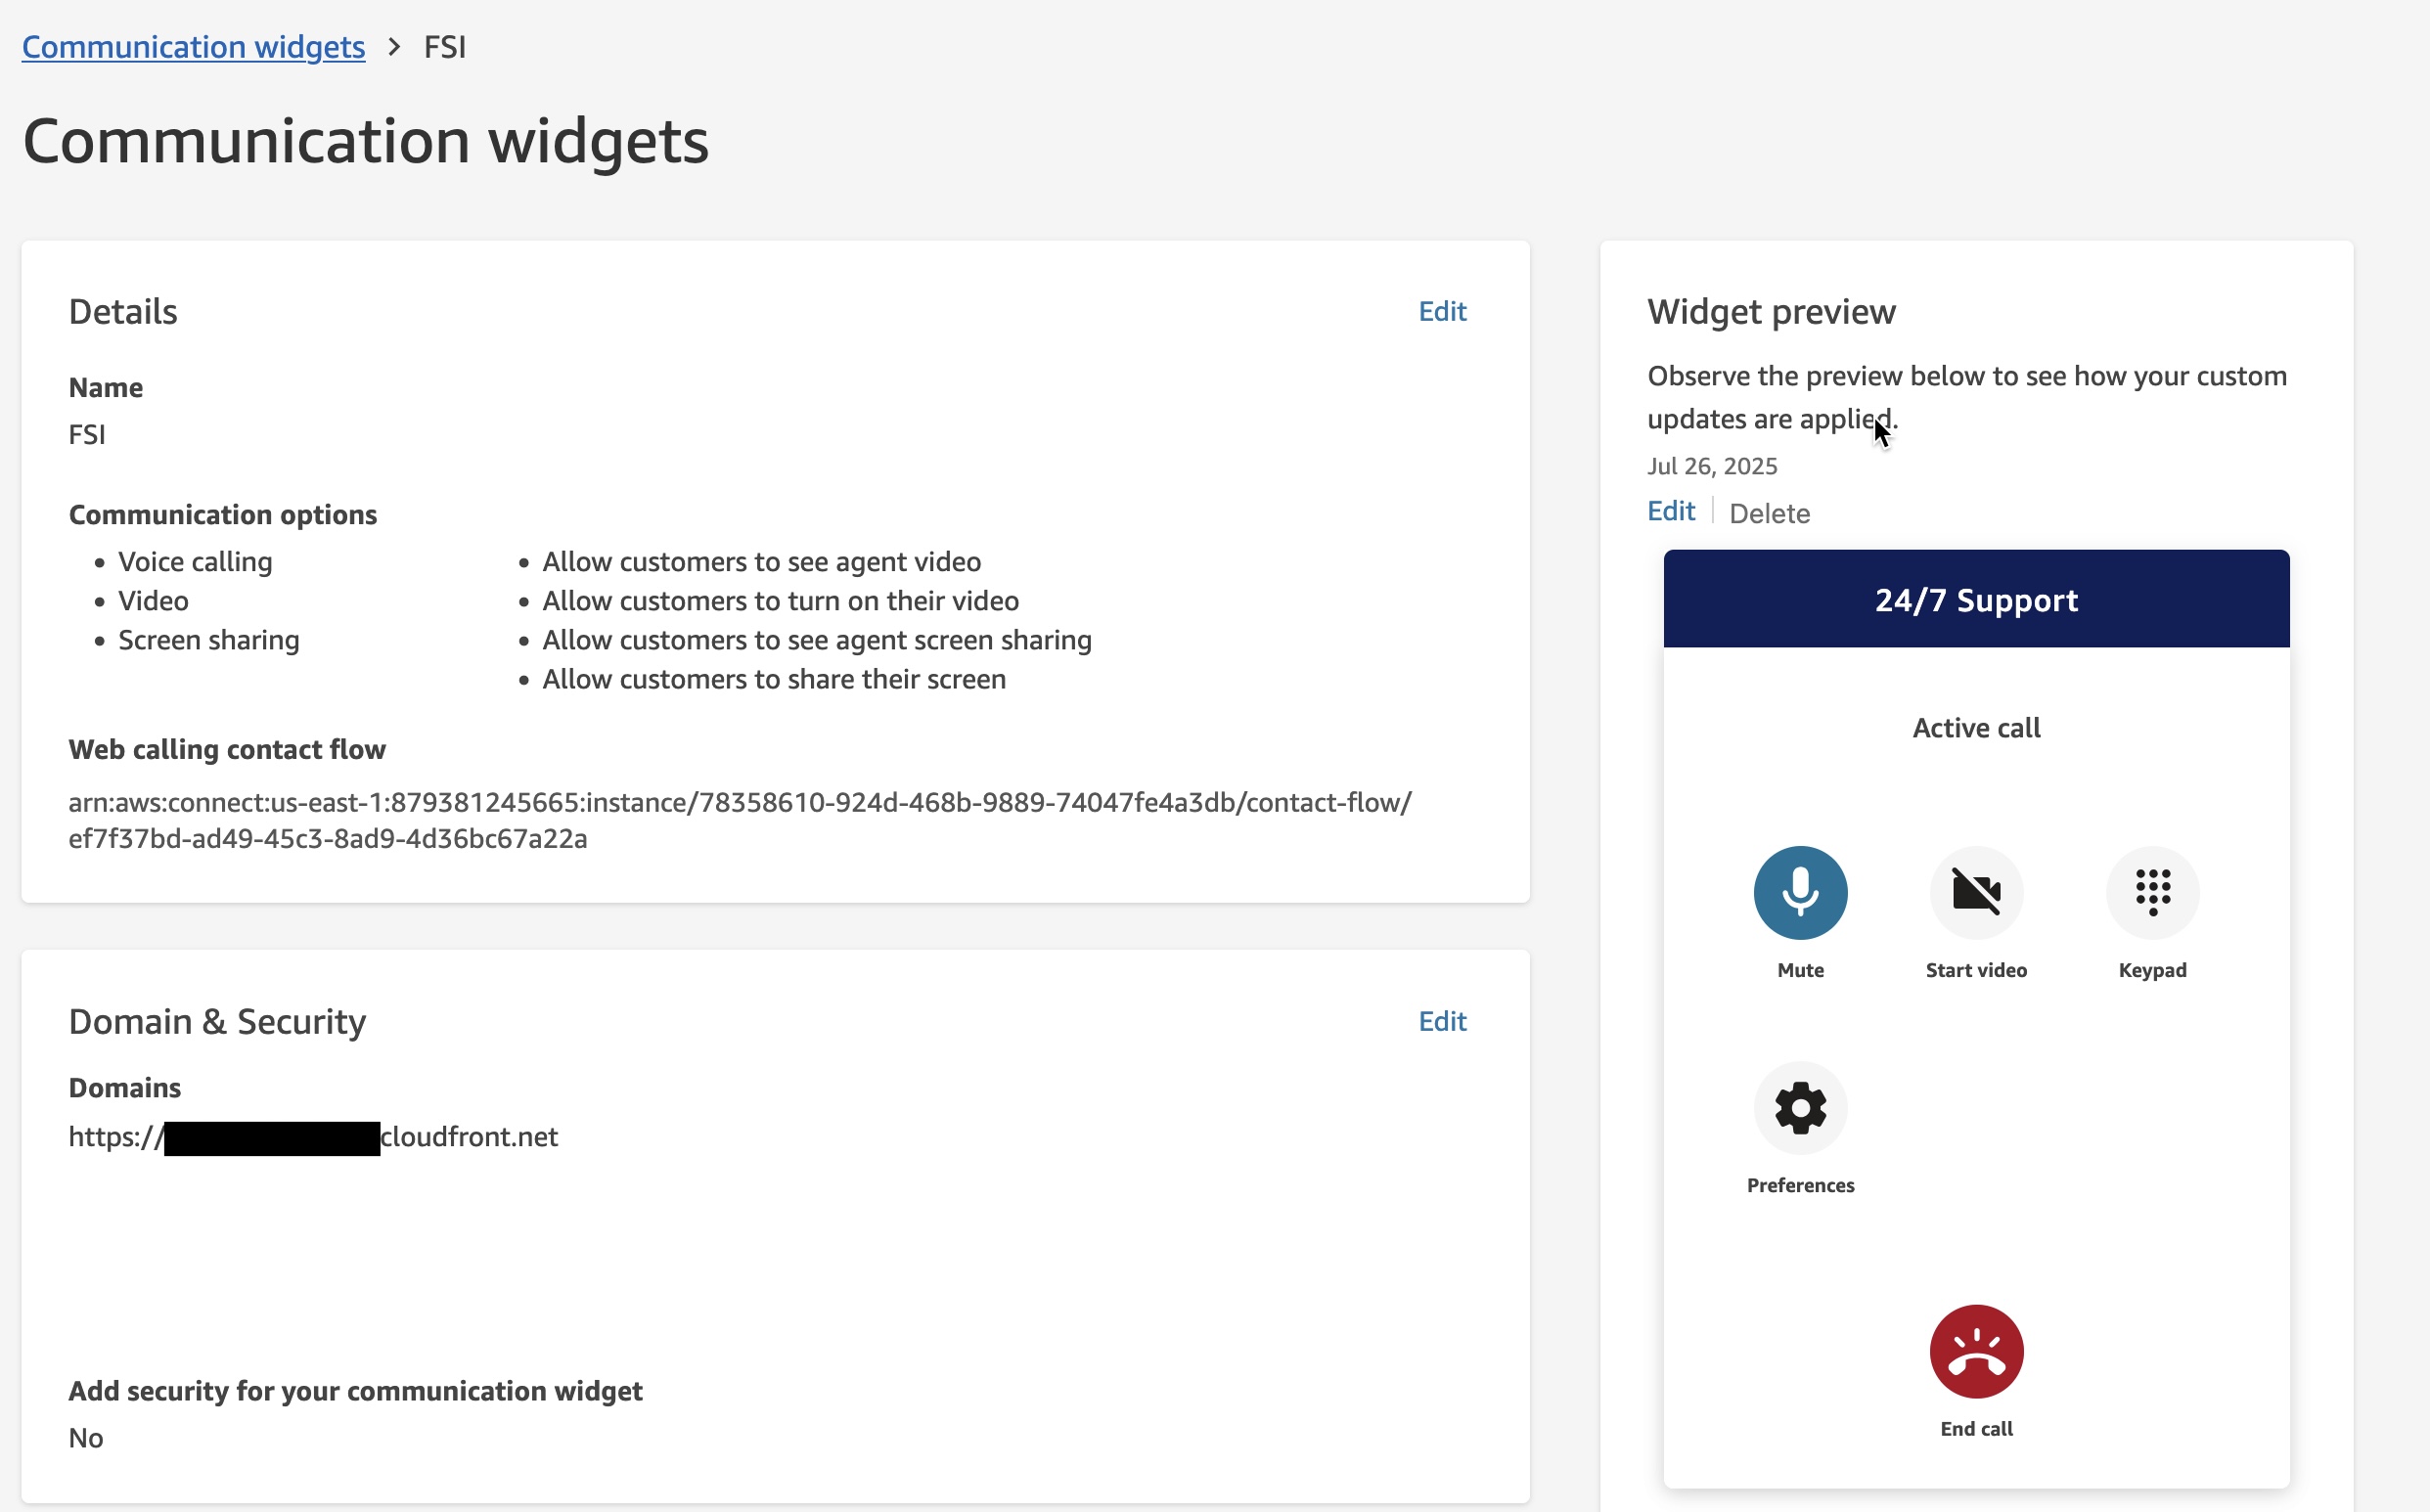 Communication widgets > FSI
Communication widgets
Details
Edit
Name
FSI
Communication options
• Voice calling
• Video
• Screen sharing
• Allow customers to see agent video
• Allow customers to turn on their video
• Allow customers to see agent screen sharing
• Allow customers to share their screen
Web calling contact flow
arn:aws:connect:us-east-1:879381245665:instance/78358610-924d-468b-9889-74047fe4a3db/contact-flow/
ef7f37bd-ad49-45c3-8ad9-4d36bc67a22a
Domain & Security
Edit
Domains
https:// cloudfront.net
Add security for your communication widget
No
Widget preview
Observe the preview below to see how your custom
updates are applied.
Jul 26, 2025
Edit | Delete
24/7 Support
Active call
Mute
Start video
Keypad
Preferences
End call